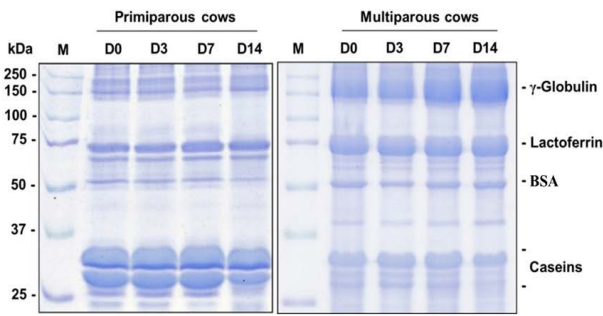 Primiparous cows
Multiparous cows
kDa M D0 D3 D7 D14 M D0 D3 D7 D14
250 -
150 -
100 -
75 -
50 -
37 -
25 -
- γ-Globulin
- Lactoferrin
- BSA
Caseins